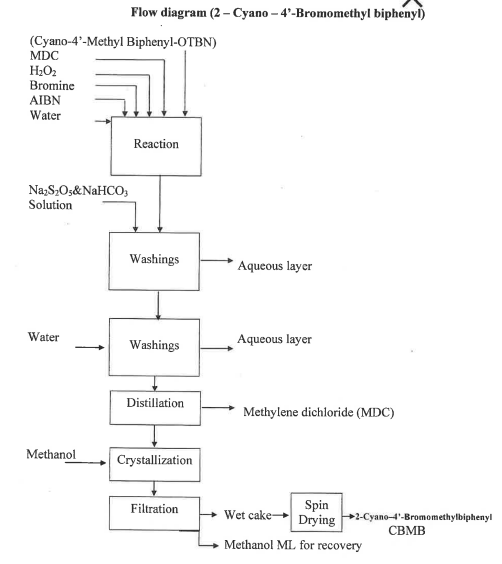 Flow diagram (2 – Cyano – 4'-Bromomethyl biphenyl)
(Cyano-4'-Methyl Biphenyl-OTBN)
MDC
H₂O₂
Bromine
AIBN
Water
Reaction
Na₂S₂O₅&NaHCO₃
Solution
Washings
Aqueous layer
Water
Washings
Aqueous layer
Distillation
Methylene dichloride (MDC)
Methanol
Crystallization
Filtration
Wet cake
Spin
Drying
2-Cyano-4'-Bromomethylbiphenyl
CBMB
Methanol ML for recovery